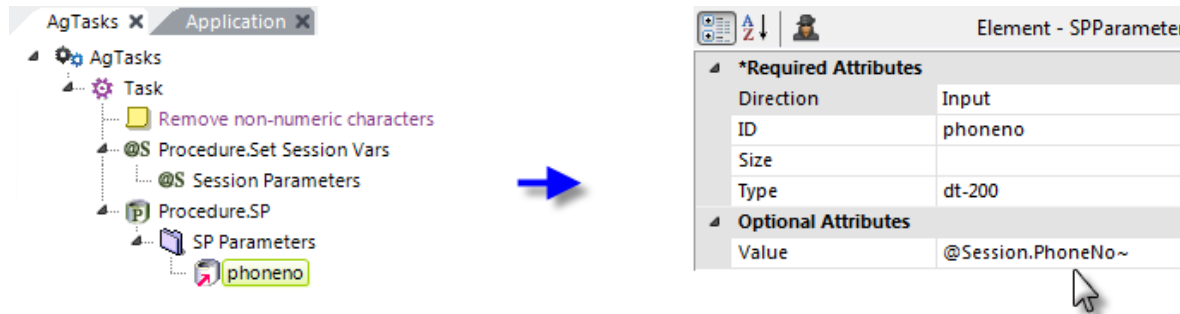 AgTasks
Application
AgTasks
Task
Remove non-numeric characters
@S Procedure.Set Session Vars
@S Session Parameters
Procedure.SP
SP Parameters
phoneno
A
Z
Element - SPParameter
*Required Attributes
Direction Input
ID phoneno
Size
Type dt-200
Optional Attributes
Value @Session.PhoneNo~